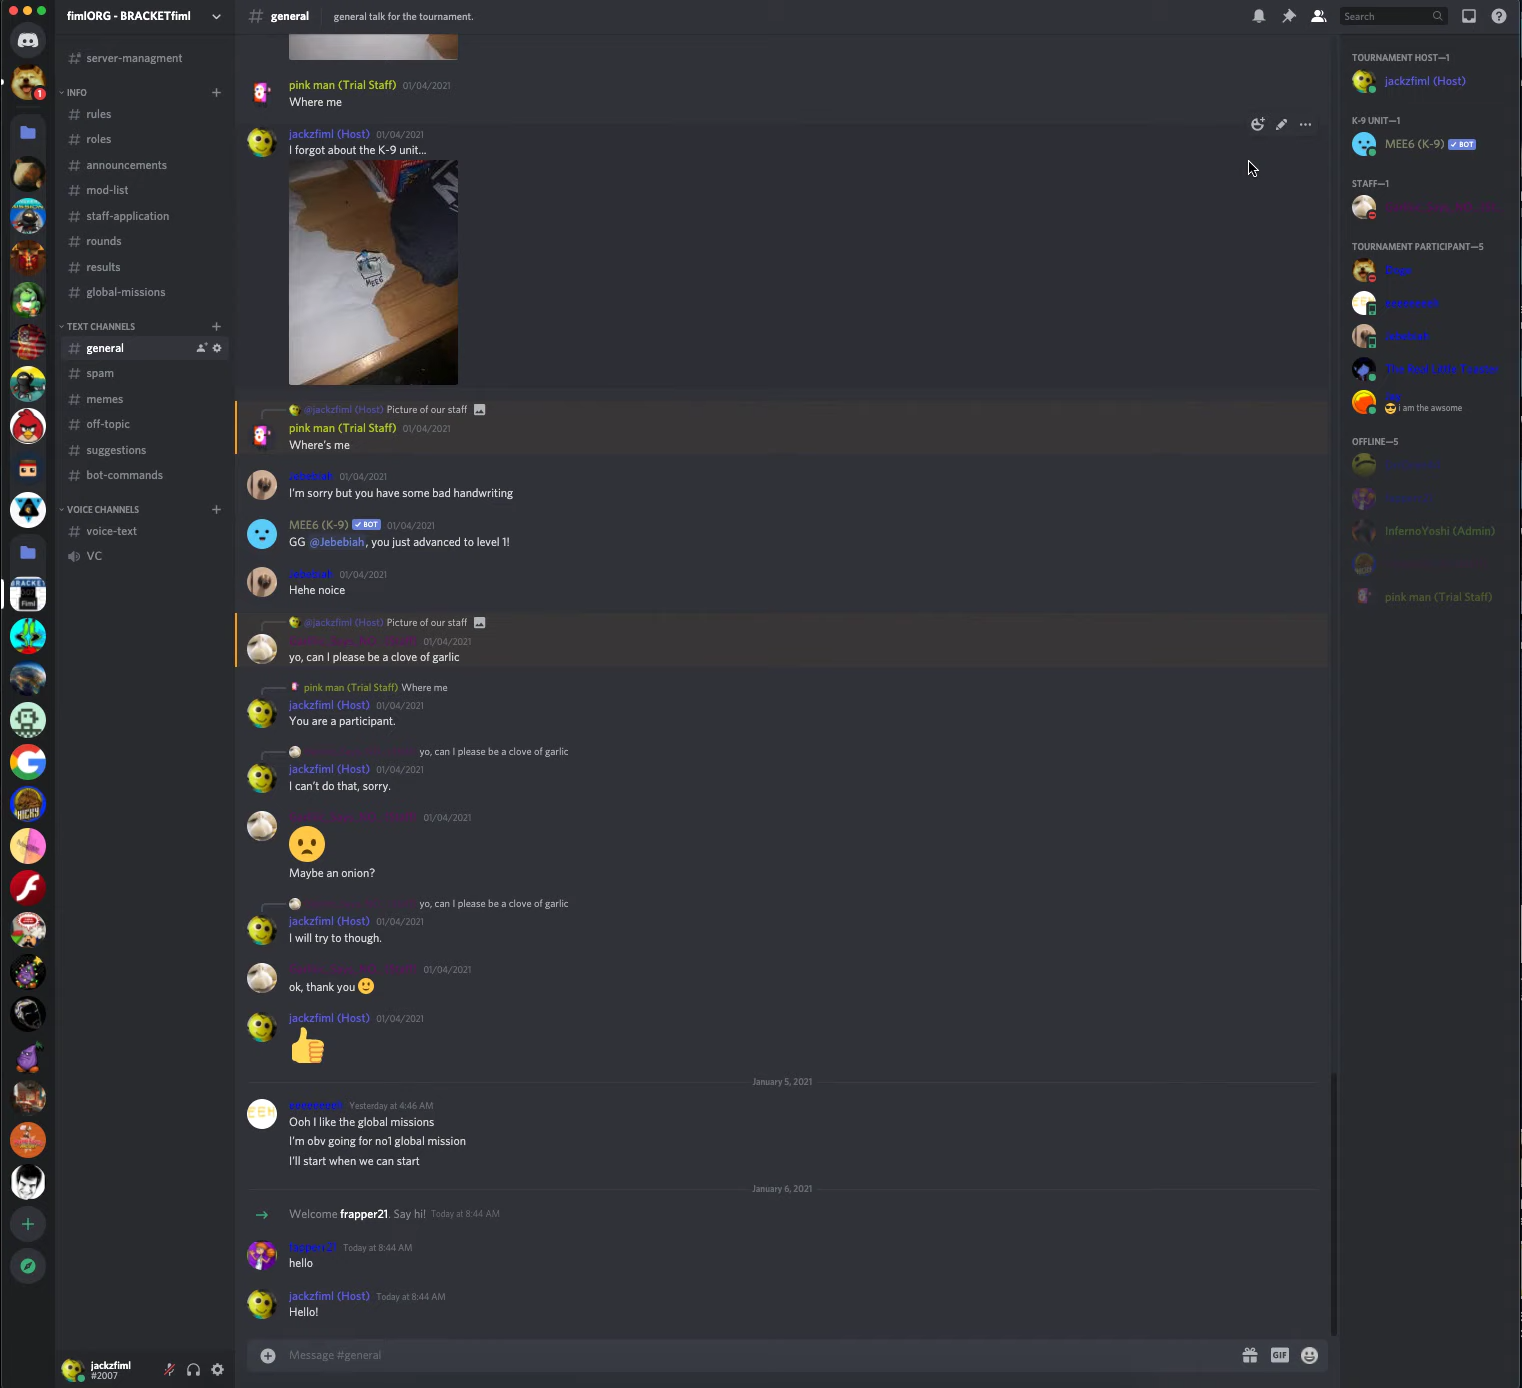 fimlORG - BRACKETfiml
server-managment
INFO
rules
roles
announcements
mod-list
staff-application
rounds
results
global-missions
TEXT CHANNELS
general
spam
memes
off-topic
suggestions
bot-commands
VOICE CHANNELS
voice-text
VC
jackzfiml
#2007
general
general talk for the tournament.
Search
pink man (Trial Staff) 01/04/2021
Where me
jackzfiml (Host) 01/04/2021
I forgot about the K-9 unit...
MEE6
@jackzfiml (Host) Picture of our staff
pink man (Trial Staff) 01/04/2021
Where's me
Jebebiah 01/04/2021
I'm sorry but you have some bad handwriting
MEE6 (K-9) BOT 01/04/2021
GG @Jebebiah, you just advanced to level 1!
Jebebiah 01/04/2021
Hehe noice
@jackzfiml (Host) Picture of our staff
01/04/2021
yo, can I please be a clove of garlic
pink man (Trial Staff) Where me
jackzfiml (Host) 01/04/2021
You are a participant.
yo, can I please be a clove of garlic
jackzfiml (Host) 01/04/2021
I can't do that, sorry.
01/04/2021
Maybe an onion?
yo, can I please be a clove of garlic
jackzfiml (Host) 01/04/2021
I will try to though.
01/04/2021
ok, thank you
jackzfiml (Host) 01/04/2021
January 5, 2021
Yesterday at 4:46 AM
Ooh I like the global missions
I'm obv going for no1 global mission
I'll start when we can start
January 6, 2021
Welcome frapper21. Say hi! Today at 8:44 AM
Today at 8:44 AM
hello
jackzfiml (Host) Today at 8:44 AM
Hello!
Message #general
GIF
TOURNAMENT HOST—1
jackzfiml (Host)
K-9 UNIT—1
MEE6 (K-9) BOT
STAFF—1
TOURNAMENT PARTICIPANT—5
Jebebiah
The Real Little Toaster
i am the awsome
OFFLINE—5
InfernoYoshi (Admin)
pink man (Trial Staff)